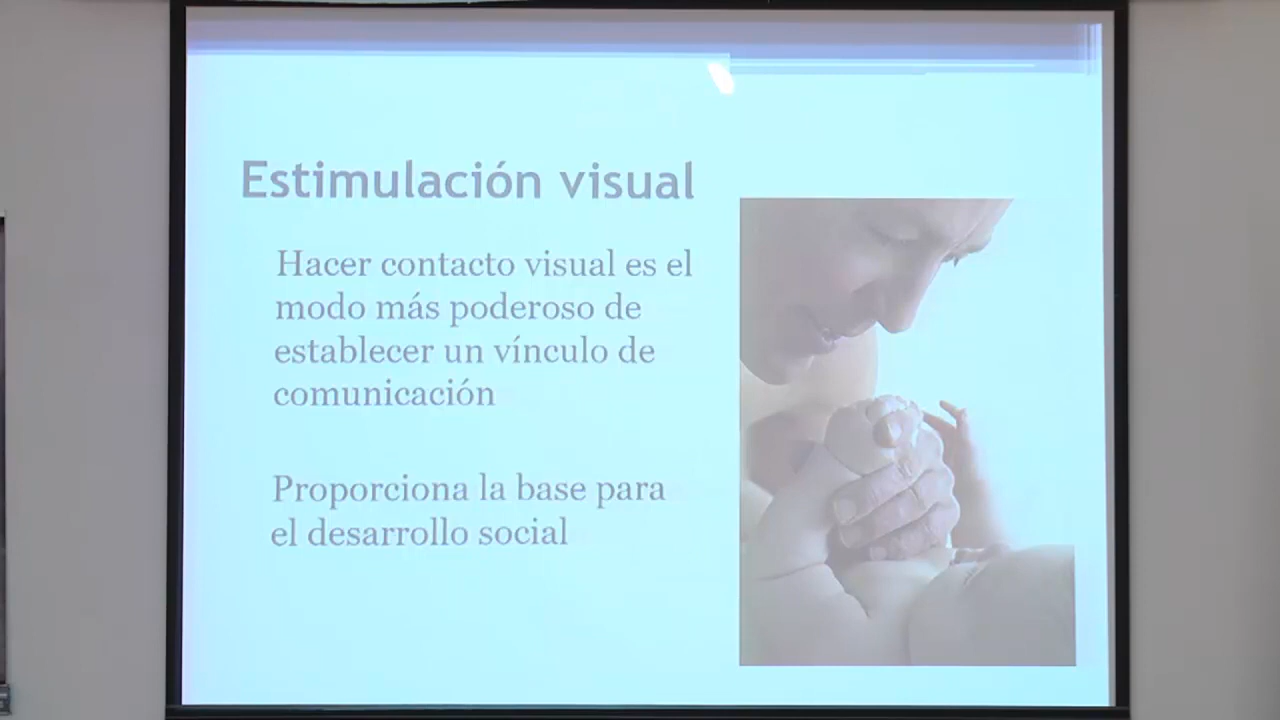 Estimulación visual
Hacer contacto visual es el
modo más poderoso de
establecer un vínculo de
comunicación
Proporciona la base para
el desarrollo social